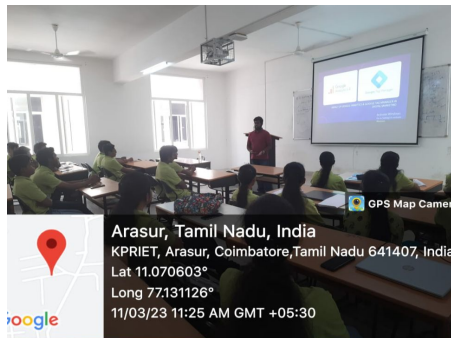 GPS Map Camer
Arasur, Tamil Nadu, India
KPRIET, Arasur, Coimbatore,Tamil Nadu 641407, India
Lat 11.070603°
Long 77.131126°
11/03/23 11:25 AM GMT +05:30
Google